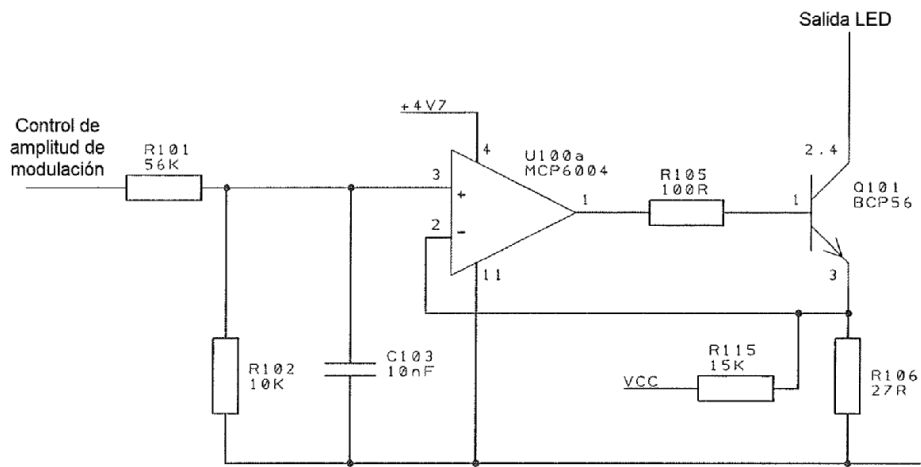 Salida LED
Control de
amplitud de
modulación
R101
56K
+4V7
4
U100a
MCP6004
3
+
2
-
1
11
R105
100R
2.4
1
Q101
BCP56
3
R102
10K
C103
10nF
R115
15K
VCC
R106
27R